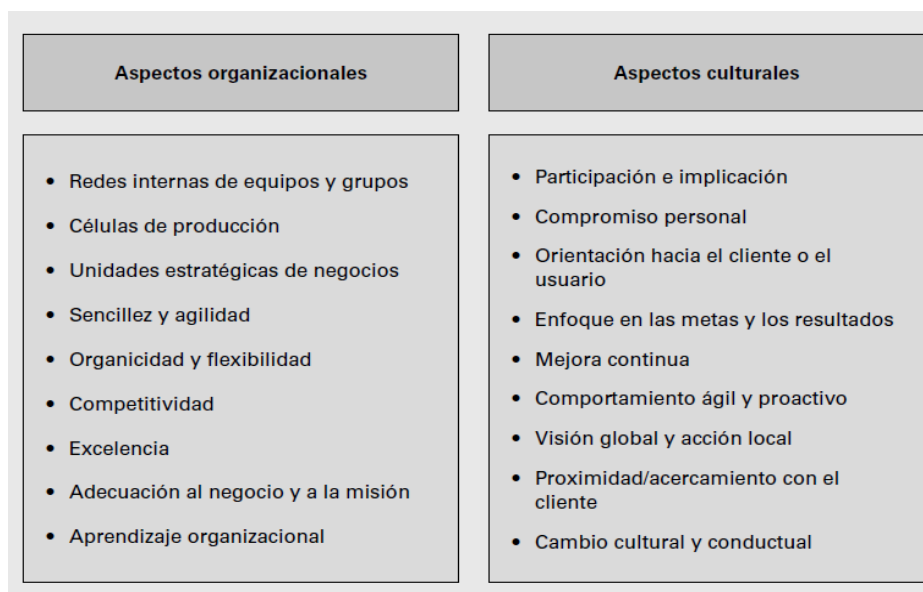 Aspectos organizacionales
• Redes internas de equipos y grupos
• Células de producción
• Unidades estratégicas de negocios
• Sencillez y agilidad
• Organicidad y flexibilidad
• Competitividad
• Excelencia
• Adecuación al negocio y a la misión
• Aprendizaje organizacional
Aspectos culturales
• Participación e implicación
• Compromiso personal
• Orientación hacia el cliente o el
usuario
• Enfoque en las metas y los resultados
• Mejora continua
• Comportamiento ágil y proactivo
• Visión global y acción local
• Proximidad/acercamiento con el
cliente
• Cambio cultural y conductual